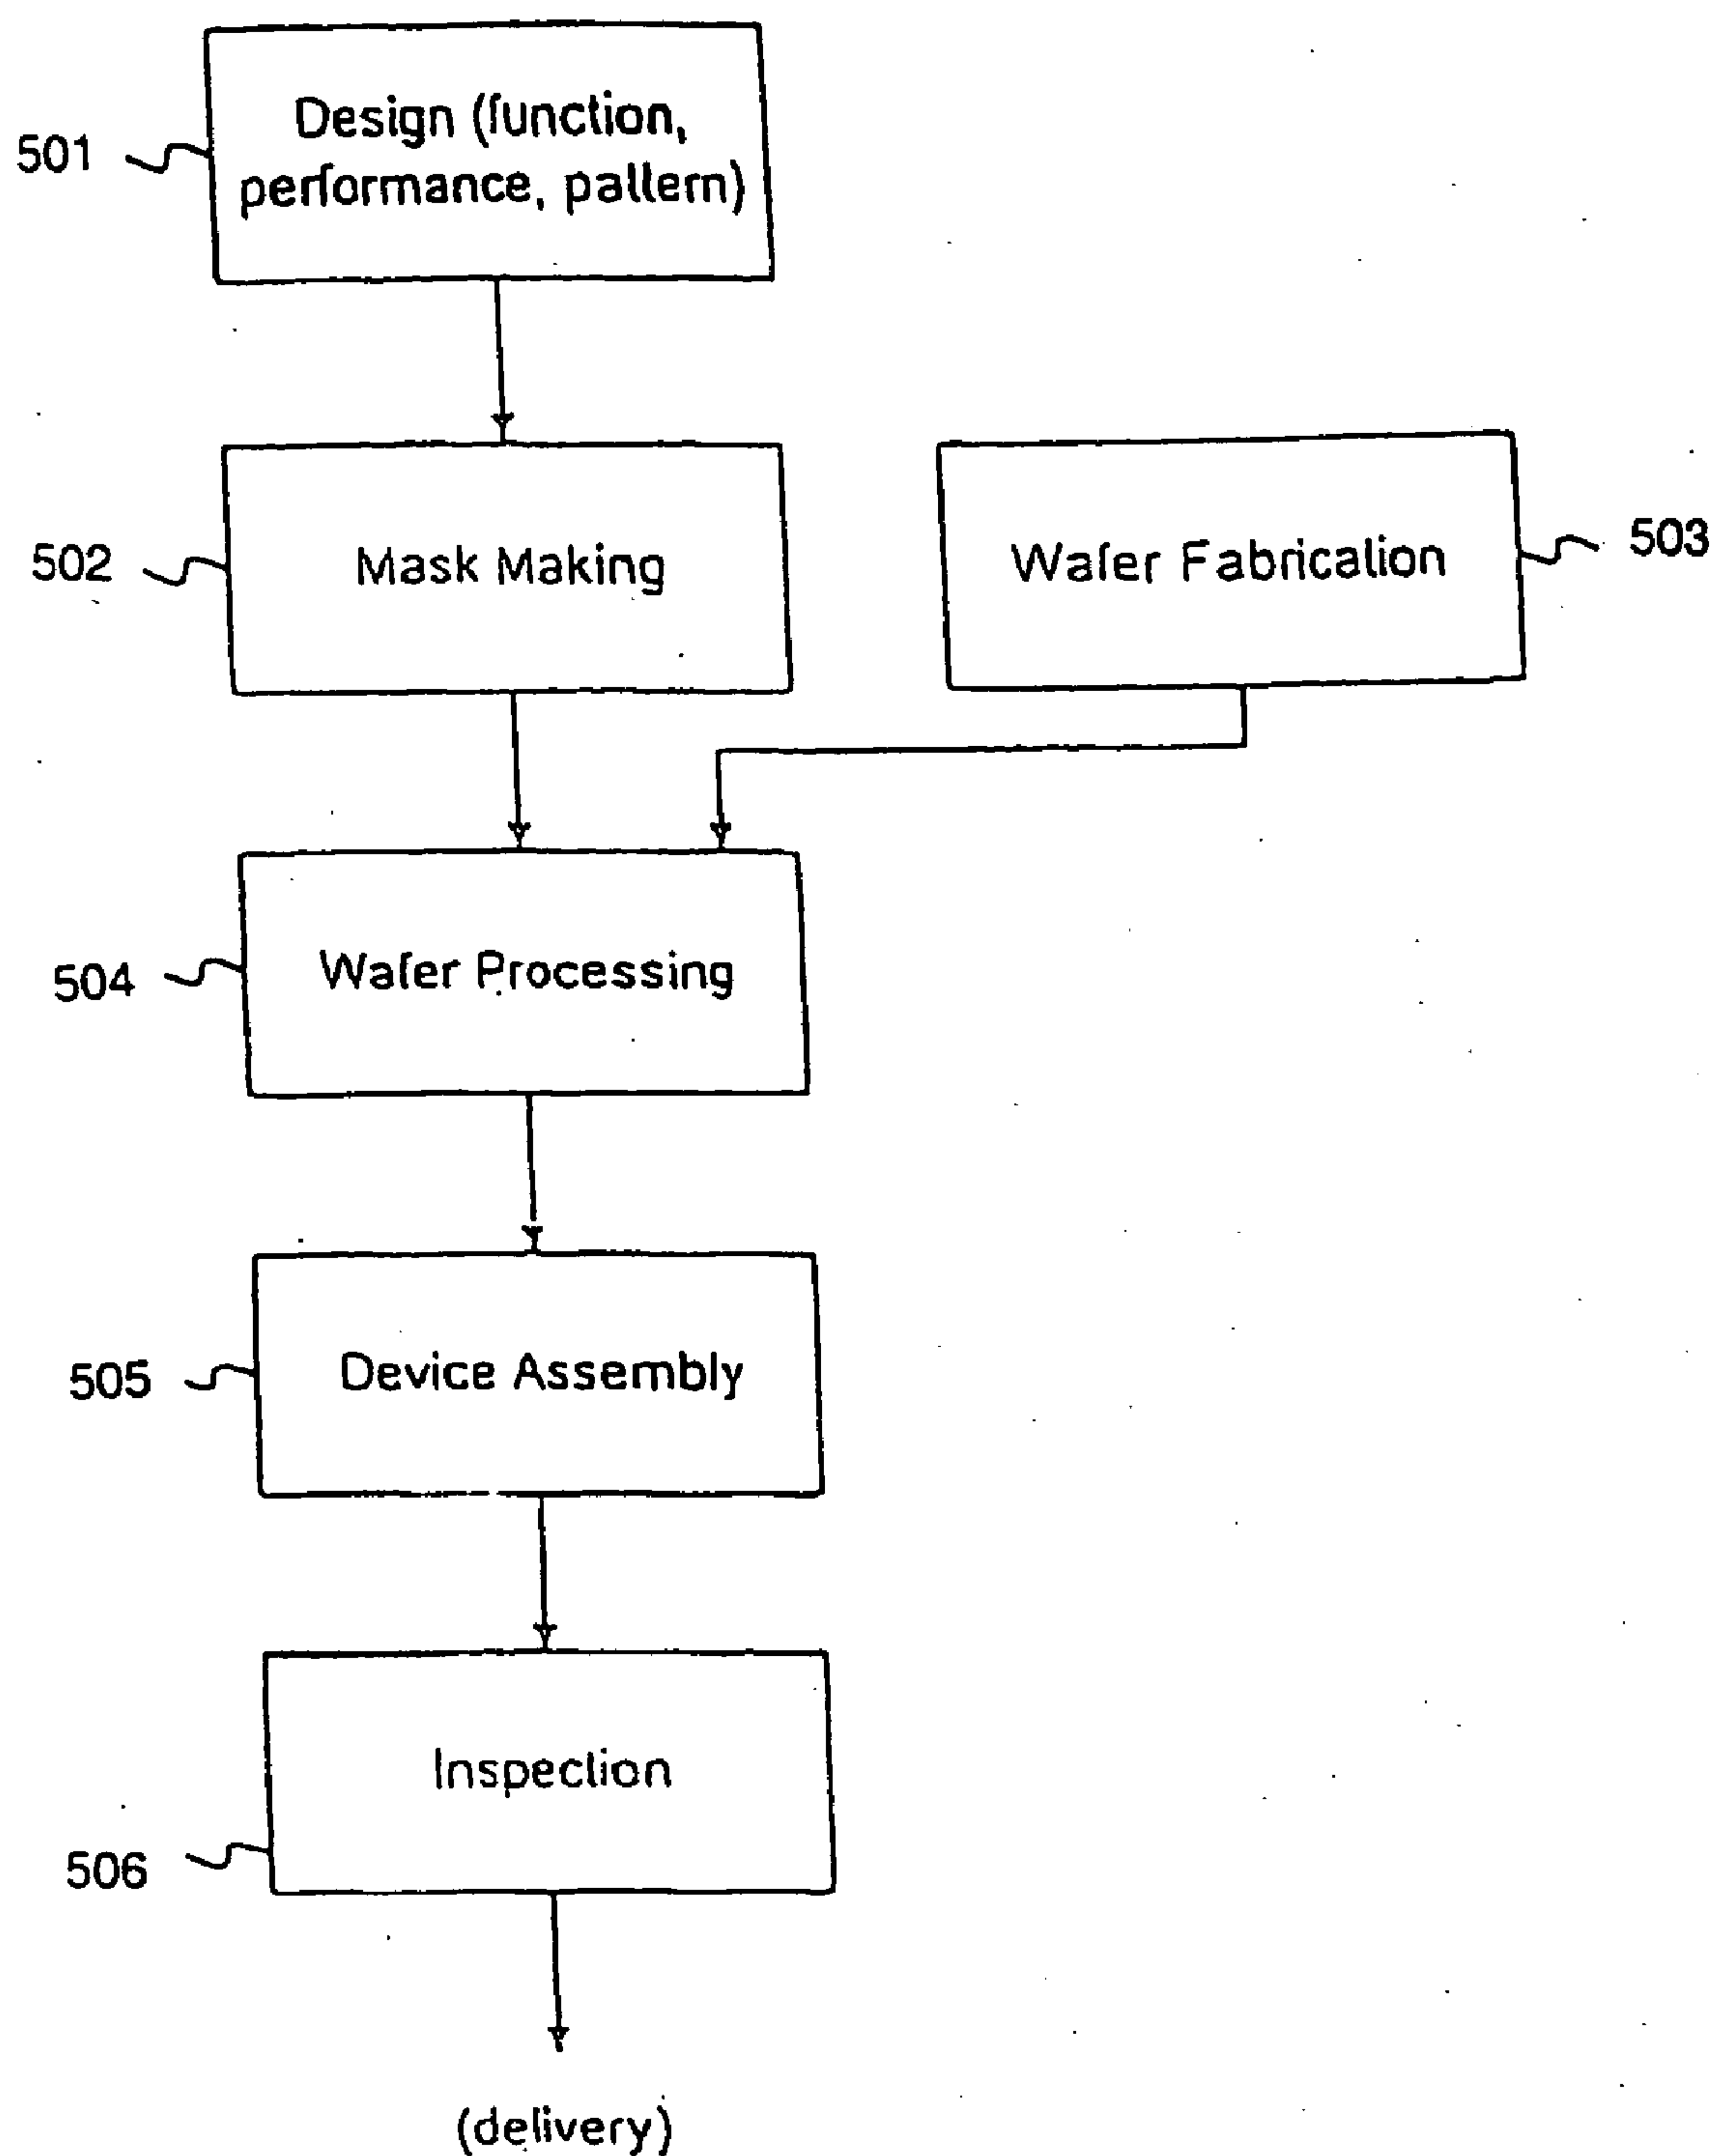 501
Design (function,
performance, pattern)
502
Mask Making
Wafer Fabrication
503
504
Wafer Processing
505
Device Assembly
Inspection
506
(delivery)